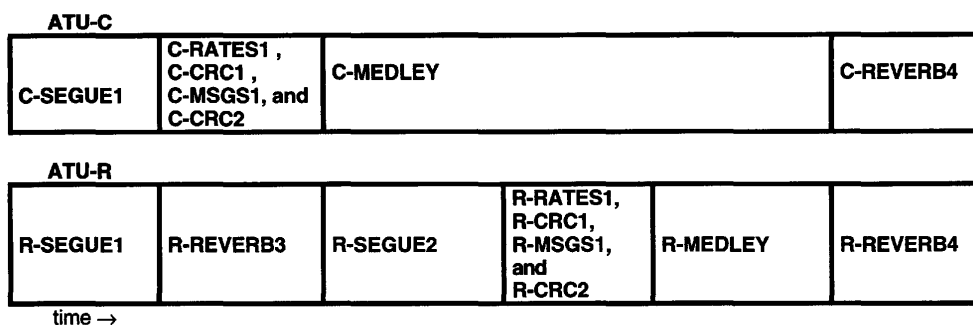 ATU-C
C-SEGUE1
C-RATES1 ,
C-CRC1 ,
C-MSGS1, and
C-CRC2
C-MEDLEY
C-REVERB4
ATU-R
R-SEGUE1
R-REVERB3
R-SEGUE2
R-RATES1,
R-CRC1,
R-MSGS1,
and
R-CRC2
R-MEDLEY
R-REVERB4
time →